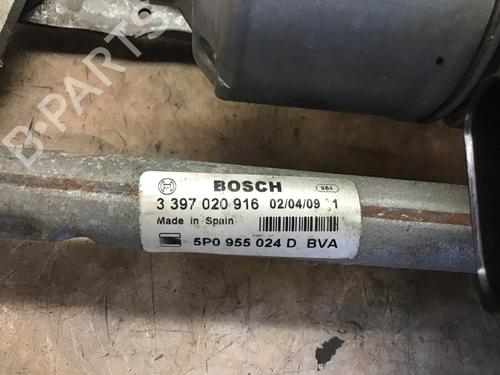 B-PARTS
BOSCH
984
3 397 020 916 02/04/09 1
Made in Spain
5P0 955 024 D BVA